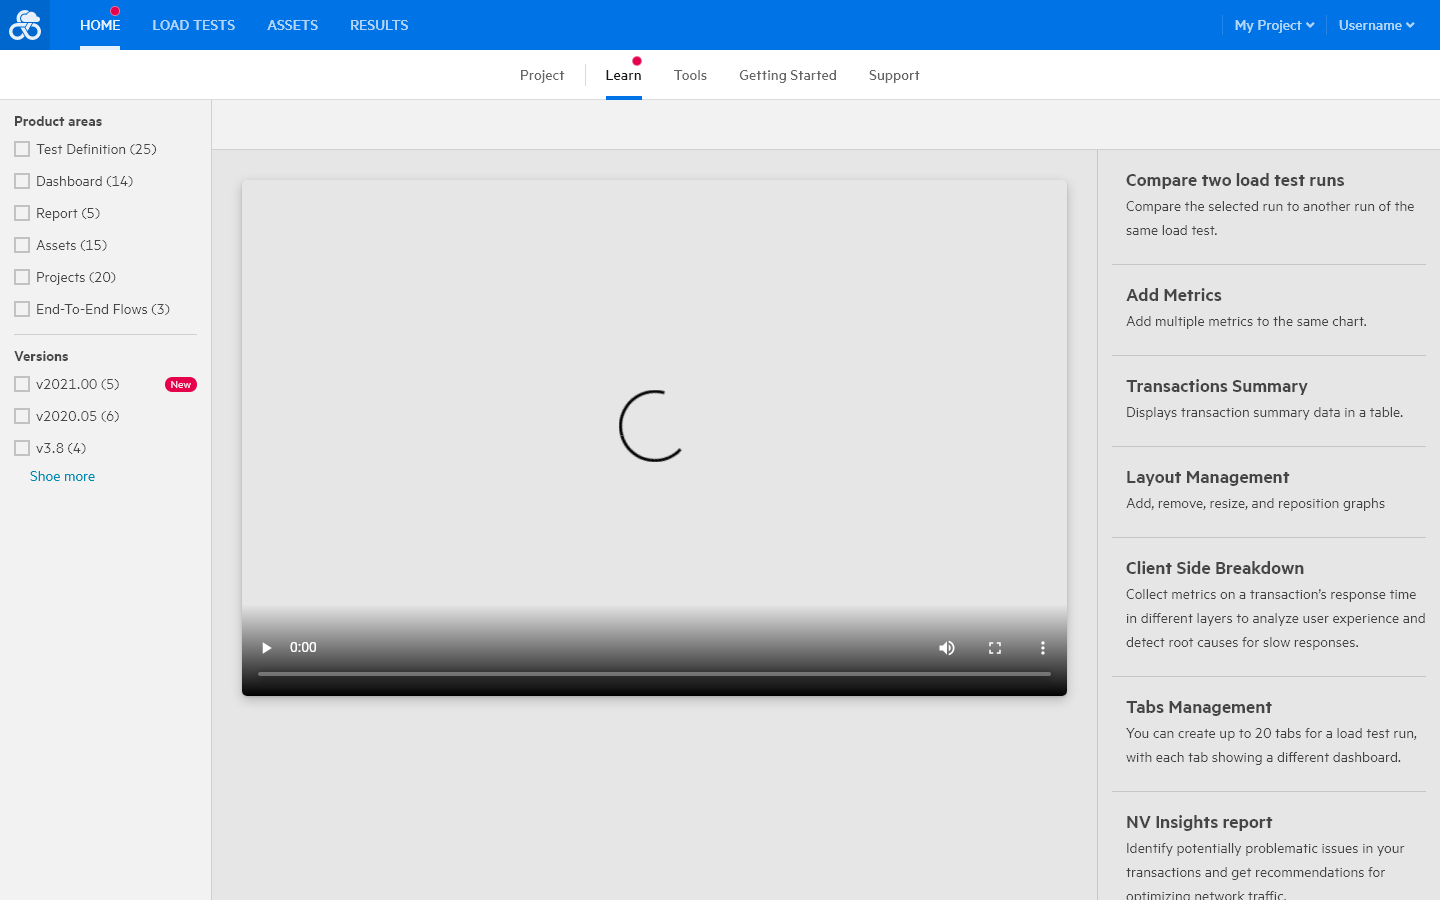 HOME
LOAD TESTS
ASSETS
RESULTS
My Project
Username
Project
Learn
Tools
Getting Started
Support
Product areas
Test Definition (25)
Dashboard (14)
Report (5)
Assets (15)
Projects (20)
End-To-End Flows (3)
Versions
v2021.00 (5)
New
v2020.05 (6)
v3.8 (4)
Shoe more
0:00
Compare two load test runs
Compare the selected run to another run of the
same load test.
Add Metrics
Add multiple metrics to the same chart.
Transactions Summary
Displays transaction summary data in a table.
Layout Management
Add, remove, resize, and reposition graphs
Client Side Breakdown
Collect metrics on a transaction’s response time
in different layers to analyze user experience and
detect root causes for slow responses.
Tabs Management
You can create up to 20 tabs for a load test run,
with each tab showing a different dashboard.
NV Insights report
Identify potentially problematic issues in your
transactions and get recommendations for
optimizing network traffic.